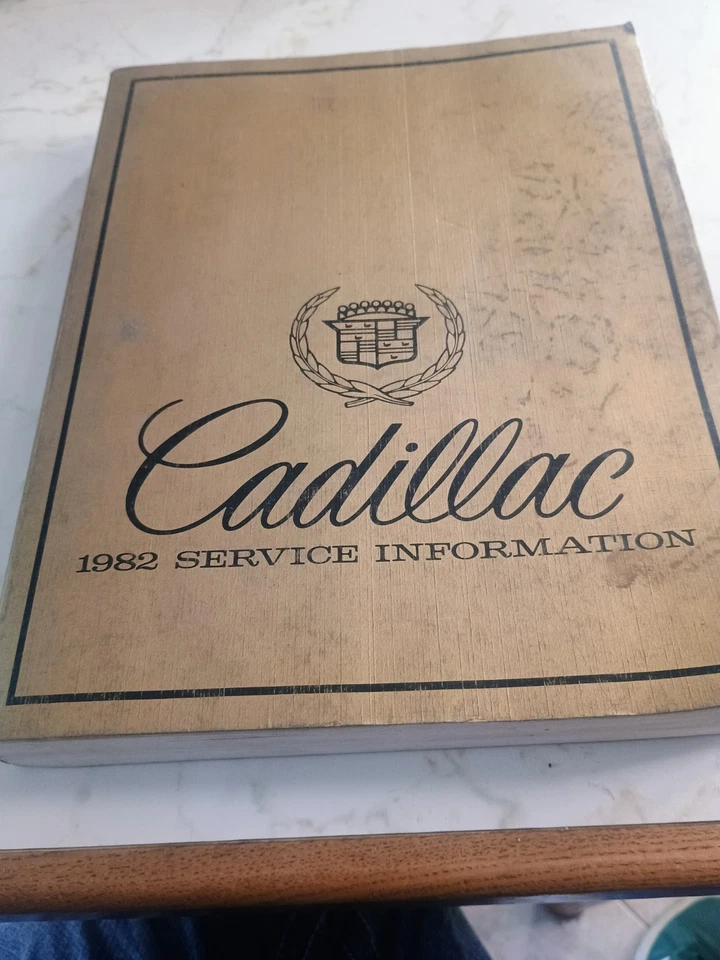 Cadillac
1982 SERVICE INFORMATION